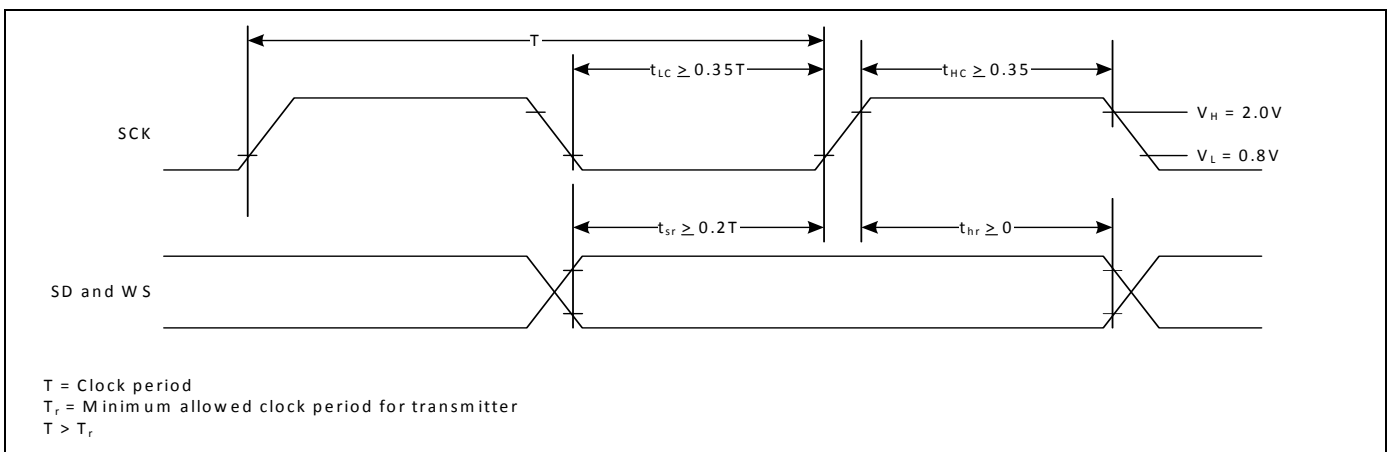 T
t_LC ≥ 0.35T
t_HC ≥ 0.35
SCK
V_H = 2.0V
V_L = 0.8V
t_sr ≥ 0.2T
t_hr ≥ 0
SD and WS
T = Clock period
T_r = Minimum allowed clock period for transmitter
T > T_r